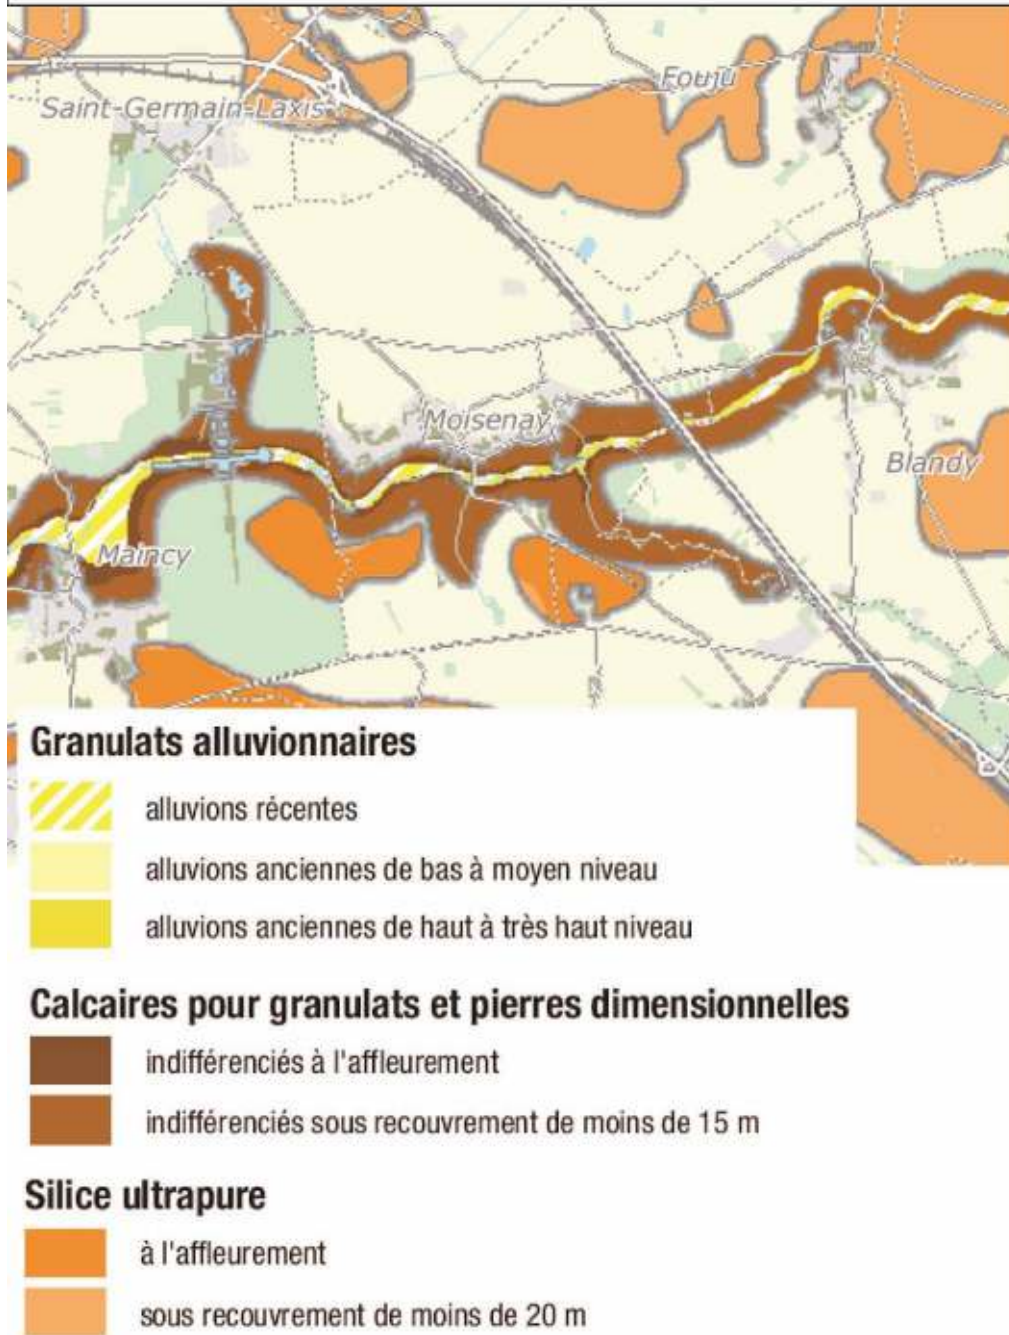 Saint-Germain-Laxis
Fouju
Moisenay
Blandy
Maincy
Granulats alluvionnaires
alluvions récentes
alluvions anciennes de bas à moyen niveau
alluvions anciennes de haut à très haut niveau
Calcaires pour granulats et pierres dimensionnelles
indifférenciés à l'affleurement
indifférenciés sous recouvrement de moins de 15 m
Silice ultrapure
à l'affleurement
sous recouvrement de moins de 20 m